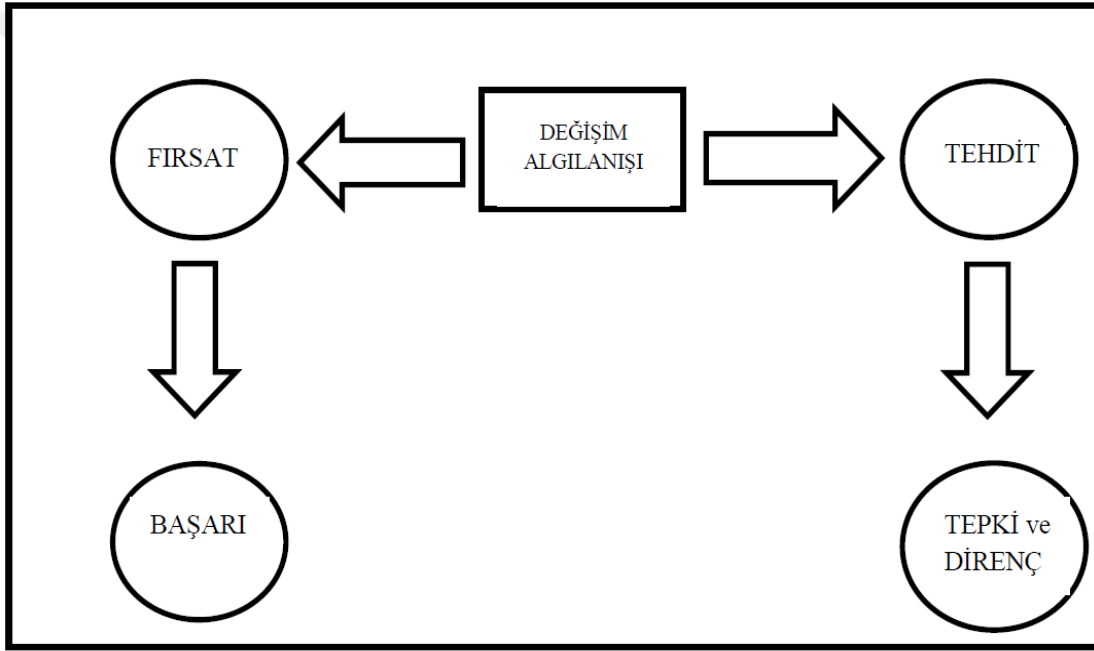 FIRSAT
DEĞİŞİM
ALGILANIŞI
TEHDİT
BAŞARI
TEPKİ ve
DİRENÇ